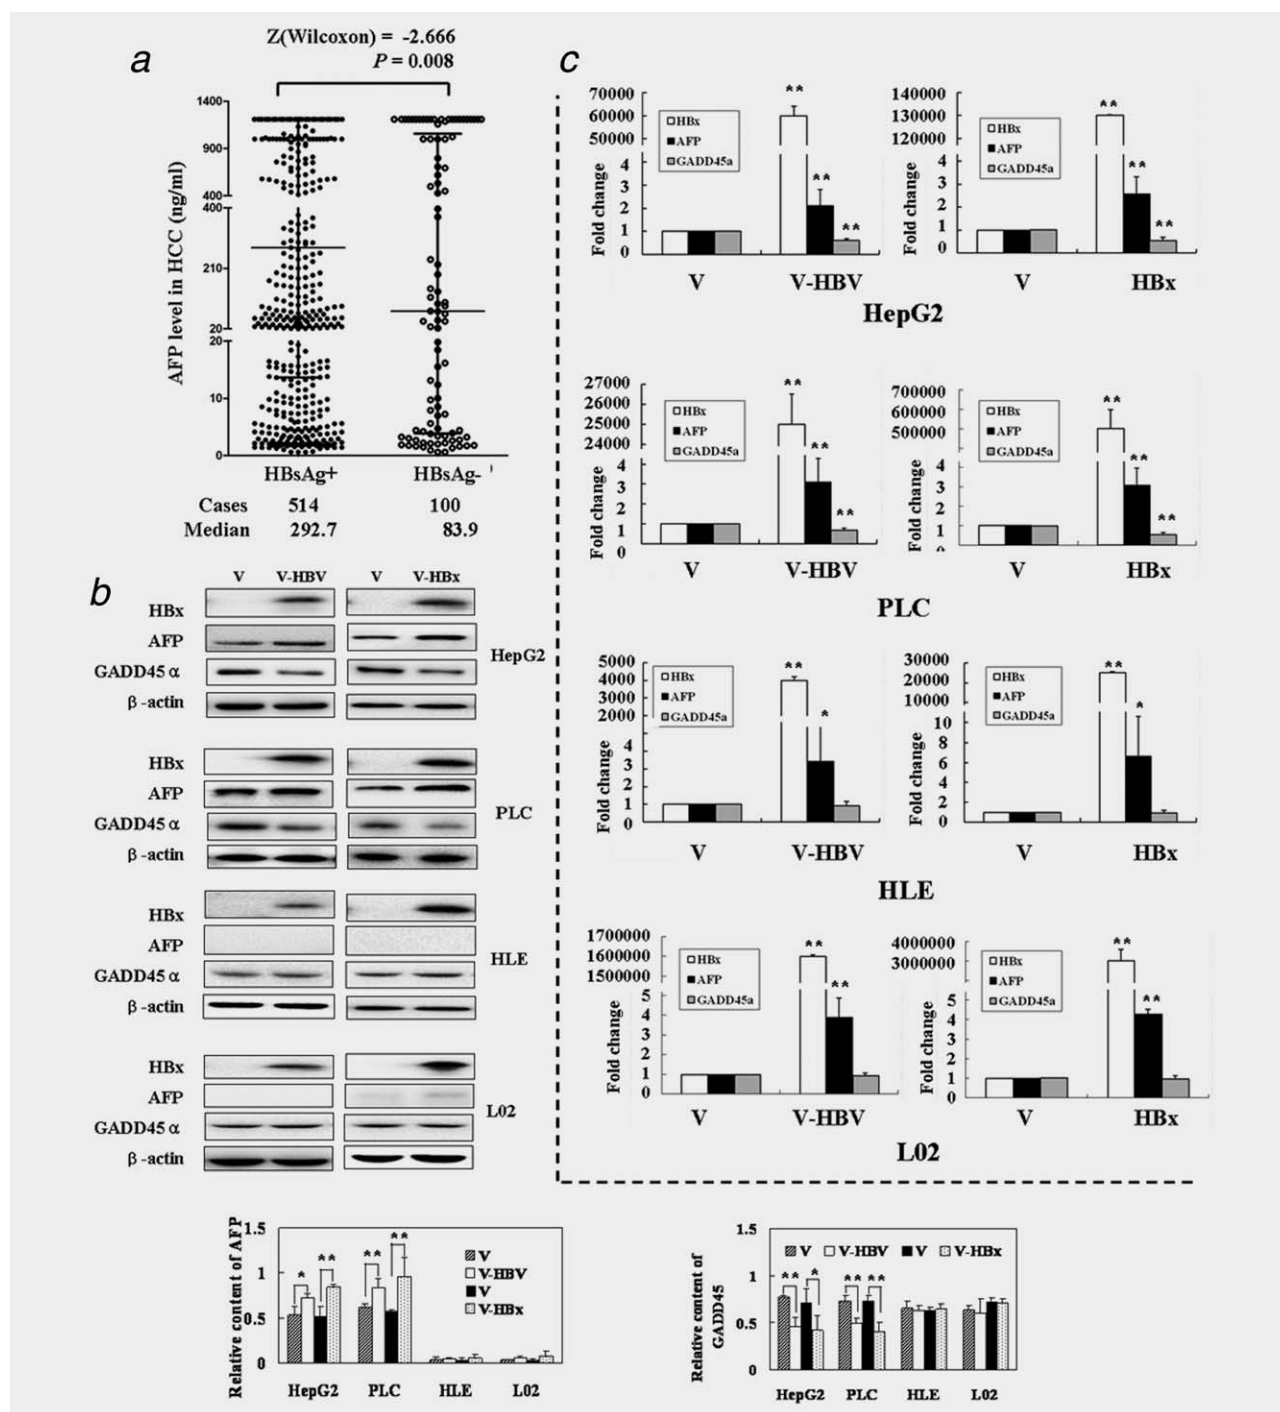 a
Z(Wilcoxon) = -2.666
P = 0.008
AFP level in HCC (ng/ml)
1400
900
400
400
210
20
20
10
0
HBsAg+ HBsAg-
Cases 514 100
Median 292.7 83.9
b
V V-HBV V V-HBx
HBx
AFP
GADD45 α
β-actin
HepG2
HBx
AFP
GADD45 α
β-actin
PLC
HBx
AFP
GADD45 α
β-actin
HLE
HBx
AFP
GADD45 α
β-actin
L02
c
70000
60000
50000
4
3
2
1
0
Fold change
HBx
AFP
GADD45a
** ** **
V V-HBV
140000
130000
120000
4
3
2
1
0
Fold change
HBx
AFP
GADD45a
** ** **
V HBx
HepG2
27000
26000
25000
24000
4
3
2
1
0
Fold change
HBx
AFP
GADD45a
** ** **
V V-HBV
700000
600000
500000
4
3
2
1
0
Fold change
HBx
AFP
GADD45a
** ** **
V HBx
PLC
5000
4000
3000
2000
4
3
2
1
0
Fold change
HBx
AFP
GADD45a
** *
V V-HBV
30000
20000
10000
10
8
6
4
2
0
Fold change
HBx
AFP
GADD45a
** *
V HBx
HLE
1700000
1600000
1500000
5
4
3
2
1
0
Fold change
HBx
AFP
GADD45a
** **
V V-HBV
4000000
3000000
5
4
3
2
1
0
Fold change
HBx
AFP
GADD45a
** **
V HBx
L02
Relative content of AFP
1.5
1
0.5
0
* ** ** **
V
V-HBV
V
V-HBx
HepG2 PLC HLE L02
Relative content of
GADD45
1.5
1
0.5
0
V V-HBV V V-HBx
** * ** **
HepG2 PLC HLE L02